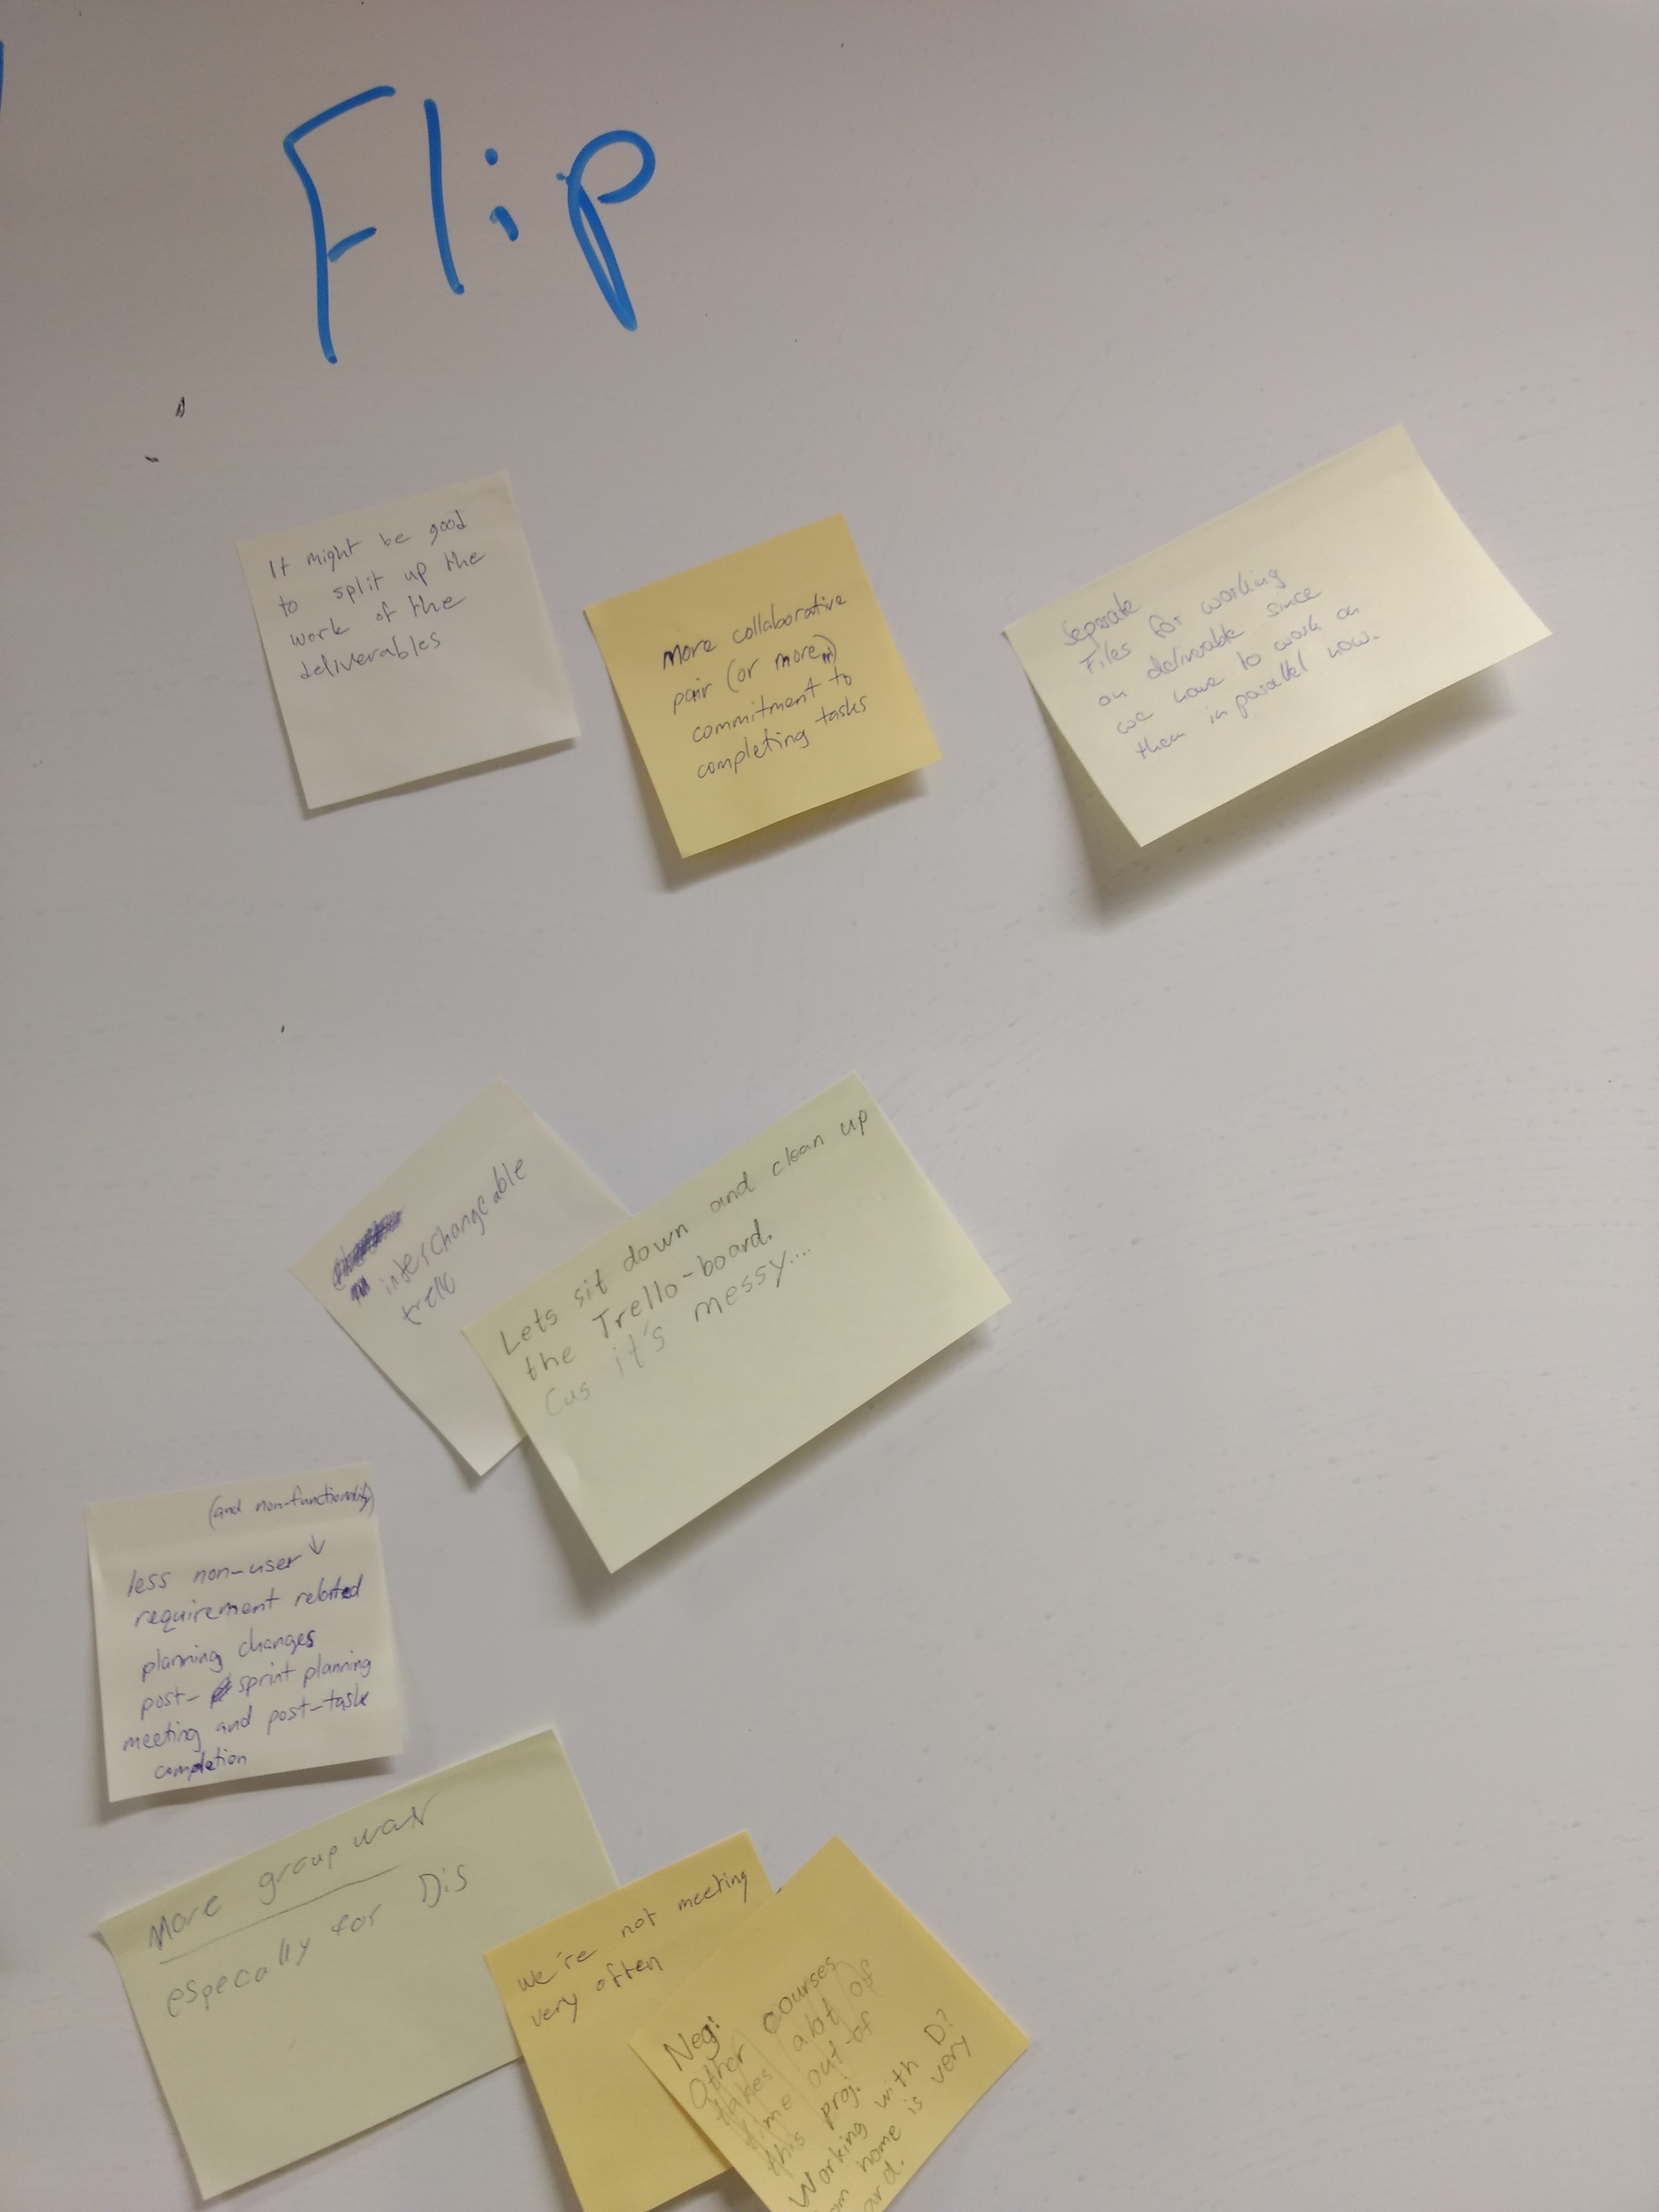 Flip
It might be good
to split up the
work of the
deliverables
More collaborative
pair (or more)
commitment to
completing tasks
Seperate
Files for working
on deliverable since
we have to work on
them in parallel now.
interchangeable
trello
Lets sit down and clean up
the Trello-board.
Cus it's messy...
(and non-functionality)
less non-user ↓
requirement related
planning changes
post- sprint planning
meeting and post-task
completion
More group work
especially for Dis
we're not meeting
very often
Neg:
Other courses
takes alot of
time out of
this proj.
Working with D?
home is very